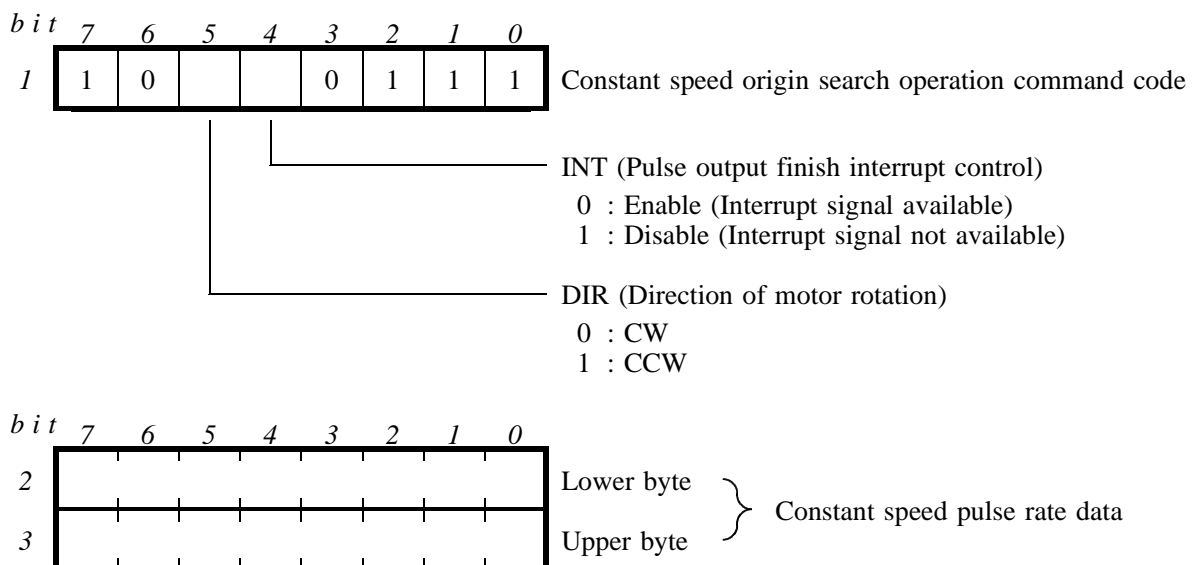 bit 7 6 5 4 3 2 1 0
1 1 0 0 1 1 1 Constant speed origin search operation command code
INT (Pulse output finish interrupt control)
0 : Enable (Interrupt signal available)
1 : Disable (Interrupt signal not available)
DIR (Direction of motor rotation)
0 : CW
1 : CCW
bit 7 6 5 4 3 2 1 0
2 Lower byte
Constant speed pulse rate data
3 Upper byte